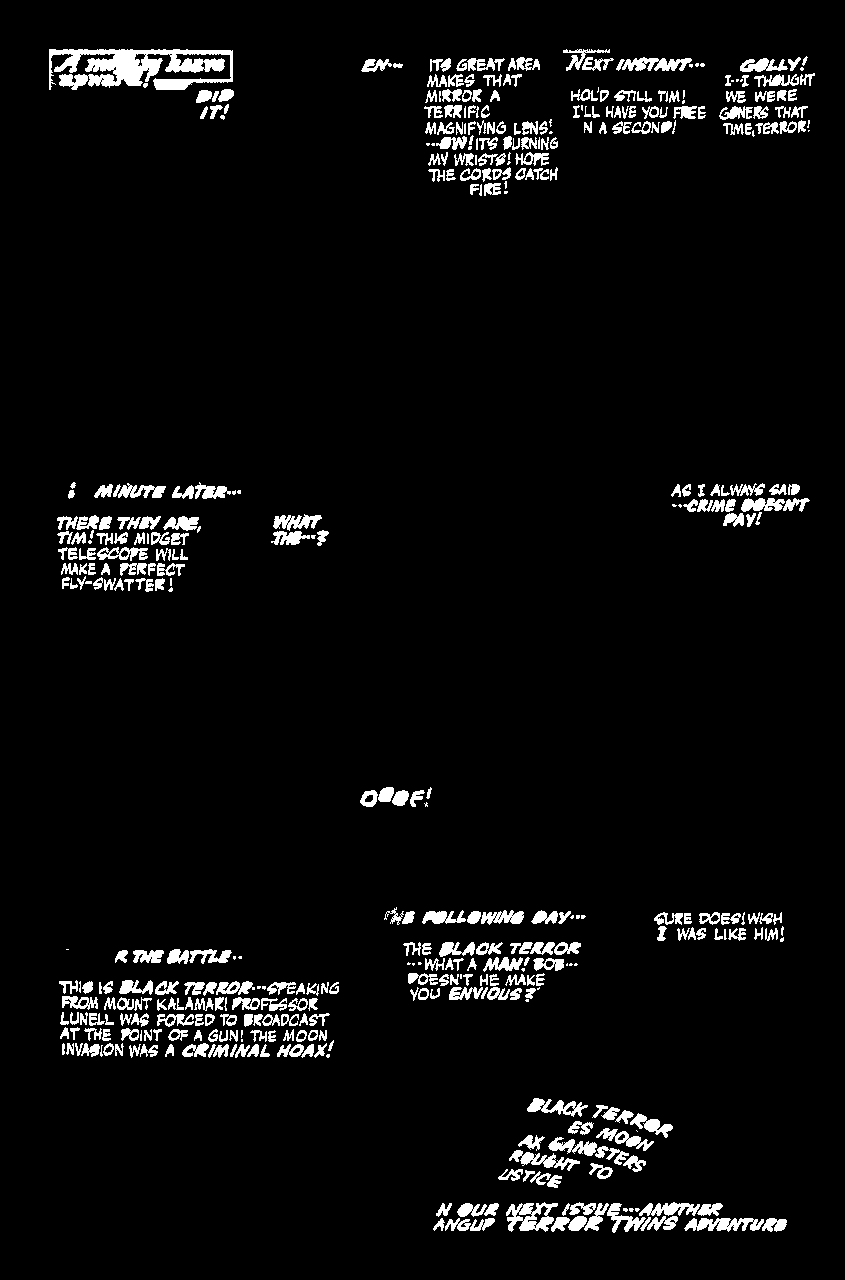 A mighty heave
upward!
DID
IT!
EN...
ITS GREAT AREA
MAKES THAT
MIRROR A
TERRIFIC
MAGNIFYING LENS!
...OW! ITS BURNING
MY WRISTS! HOPE
THE CORDS CATCH
FIRE!
NEXT INSTANT...
HOLD STILL TIM!
I'LL HAVE YOU FREE
N A SECOND!
GOLLY!
I--I THOUGHT
WE WERE
GONERS THAT
TIME, TERROR!
MINUTE LATER...
THERE THEY ARE,
TIM! THIS MIDGET
TELESCOPE WILL
MAKE A PERFECT
FLY-SWATTER!
WHAT
THE...?
AS I ALWAYS SAID
...CRIME DOESN'T
PAY!
OOOF!
R THE BATTLE..
THIS IS BLACK TERROR...SPEAKING
FROM MOUNT KALAMARI PROFESSOR
LUNELL WAS FORCED TO BROADCAST
AT THE POINT OF A GUN! THE MOON
INVASION WAS A CRIMINAL HOAX!
THE FOLLOWING DAY...
THE BLACK TERROR
...WHAT A MAN! BOB...
DOESN'T HE MAKE
YOU ENVIOUS?
SURE DOES! WISH
I WAS LIKE HIM!
BLACK TERROR
ES MOON
AX GANGSTERS
ROUGHT TO
USTICE
N OUR NEXT ISSUE...ANOTHER
ANGUP TERROR TWINS ADVENTURE